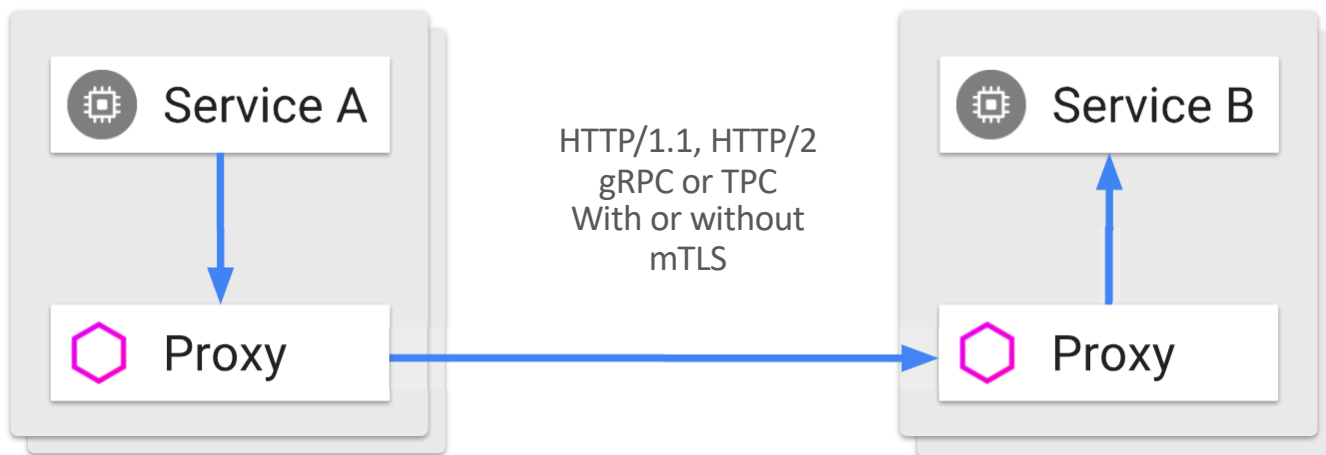 Service A
Proxy
HTTP/1.1, HTTP/2
gRPC or TPC
With or without
mTLS
Service B
Proxy